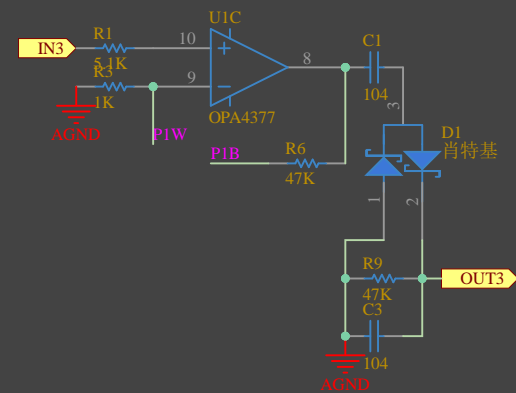 U1C
R1
10
IN3
5.1K
8
C1
R3
9
1K
104
3
AGND
OPA4377
P1W
D1
P1B
R6
肖特基
47K
1
2
R9
OUT3
47K
C3
104
AGND